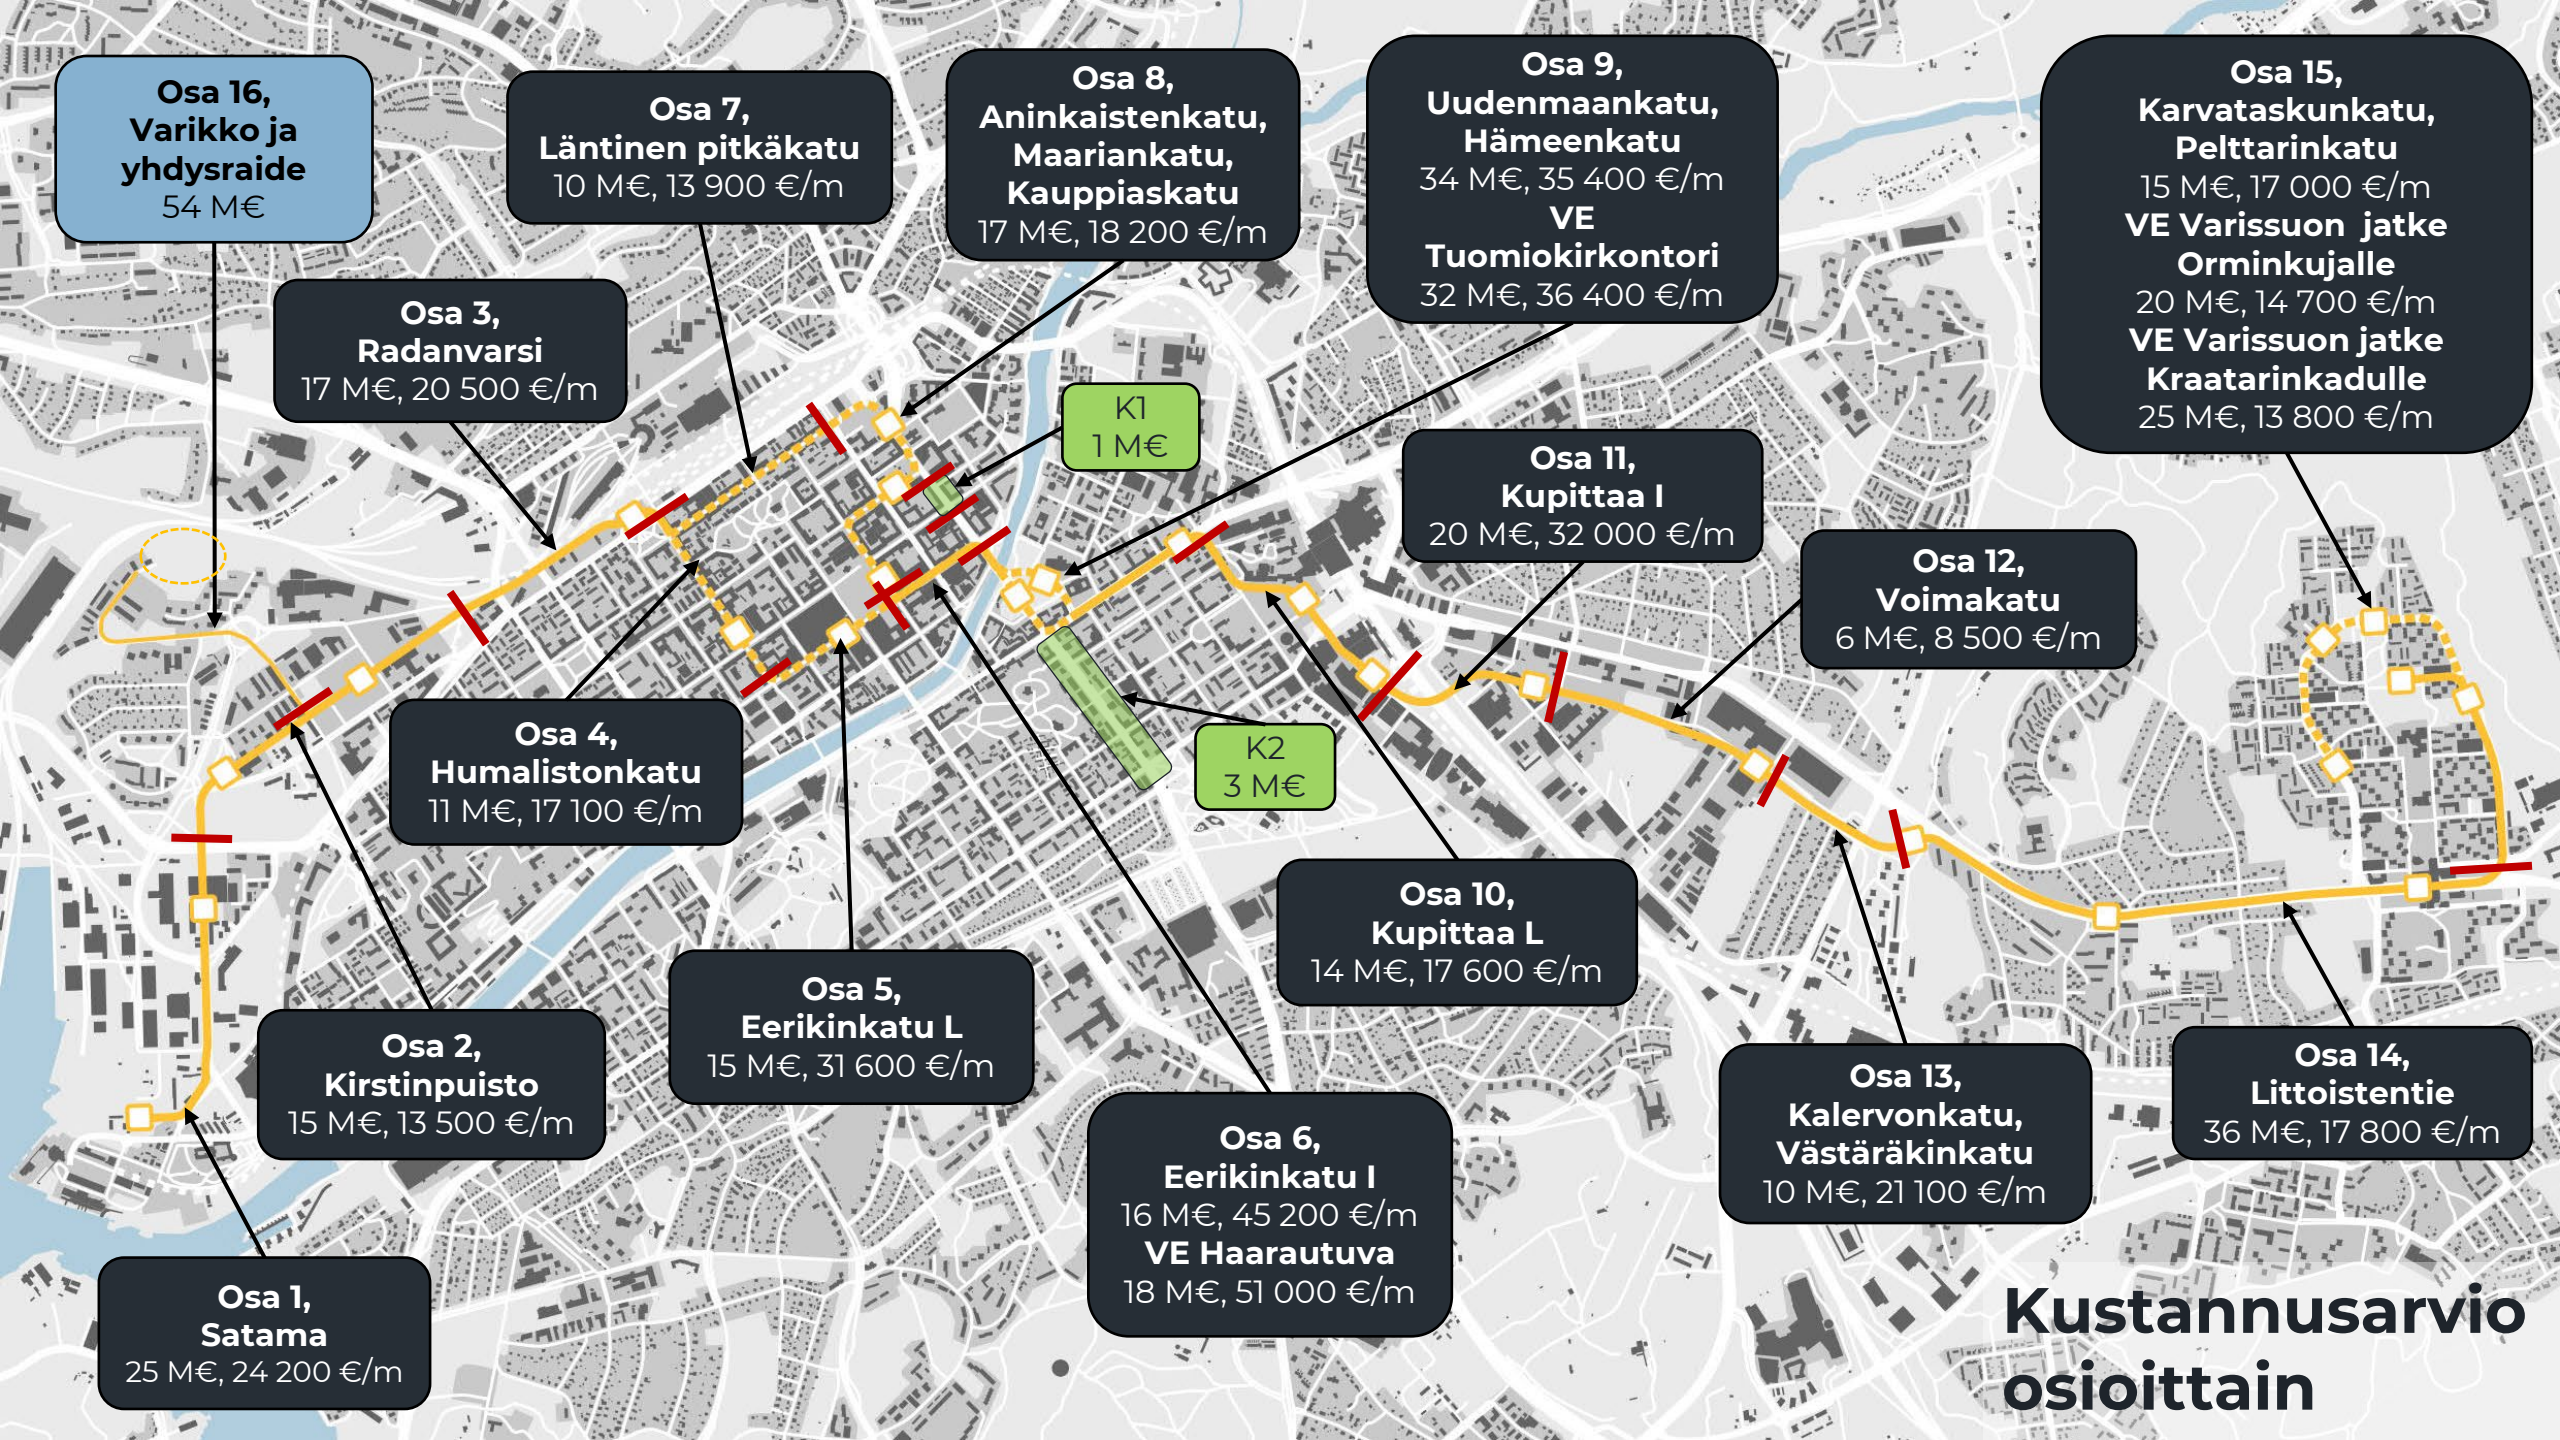 Osa 16,
Varikko ja
yhdysraide
54 M€
Osa 7,
Läntinen pitkäkatu
10 M€, 13 900 €/m
Osa 8,
Aninkaistenkatu,
Maariankatu,
Kauppiaskatu
17 M€, 18 200 €/m
Osa 9,
Uudenmaankatu,
Hämeenkatu
34 M€, 35 400 €/m
VE
Tuomiokirkontori
32 M€, 36 400 €/m
Osa 15,
Karvataskunkatu,
Pelttarinkatu
15 M€, 17 000 €/m
VE Varissuon jatke
Orminkujalle
20 M€, 14 700 €/m
VE Varissuon jatke
Kraatarinkadulle
25 M€, 13 800 €/m
Osa 3,
Radanvarsi
17 M€, 20 500 €/m
K1
1 M€
Osa 11,
Kupittaa I
20 M€, 32 000 €/m
Osa 12,
Voimakatu
6 M€, 8 500 €/m
Osa 4,
Humalistonkatu
11 M€, 17 100 €/m
K2
3 M€
Osa 10,
Kupittaa L
14 M€, 17 600 €/m
Osa 5,
Eerikinkatu L
15 M€, 31 600 €/m
Osa 2,
Kirstinpuisto
15 M€, 13 500 €/m
Osa 6,
Eerikinkatu I
16 M€, 45 200 €/m
VE Haarautuva
18 M€, 51 000 €/m
Osa 13,
Kalervonkatu,
Västäräkinkatu
10 M€, 21 100 €/m
Osa 14,
Littoistentie
36 M€, 17 800 €/m
Osa 1,
Satama
25 M€, 24 200 €/m
Kustannusarvio
osioittain